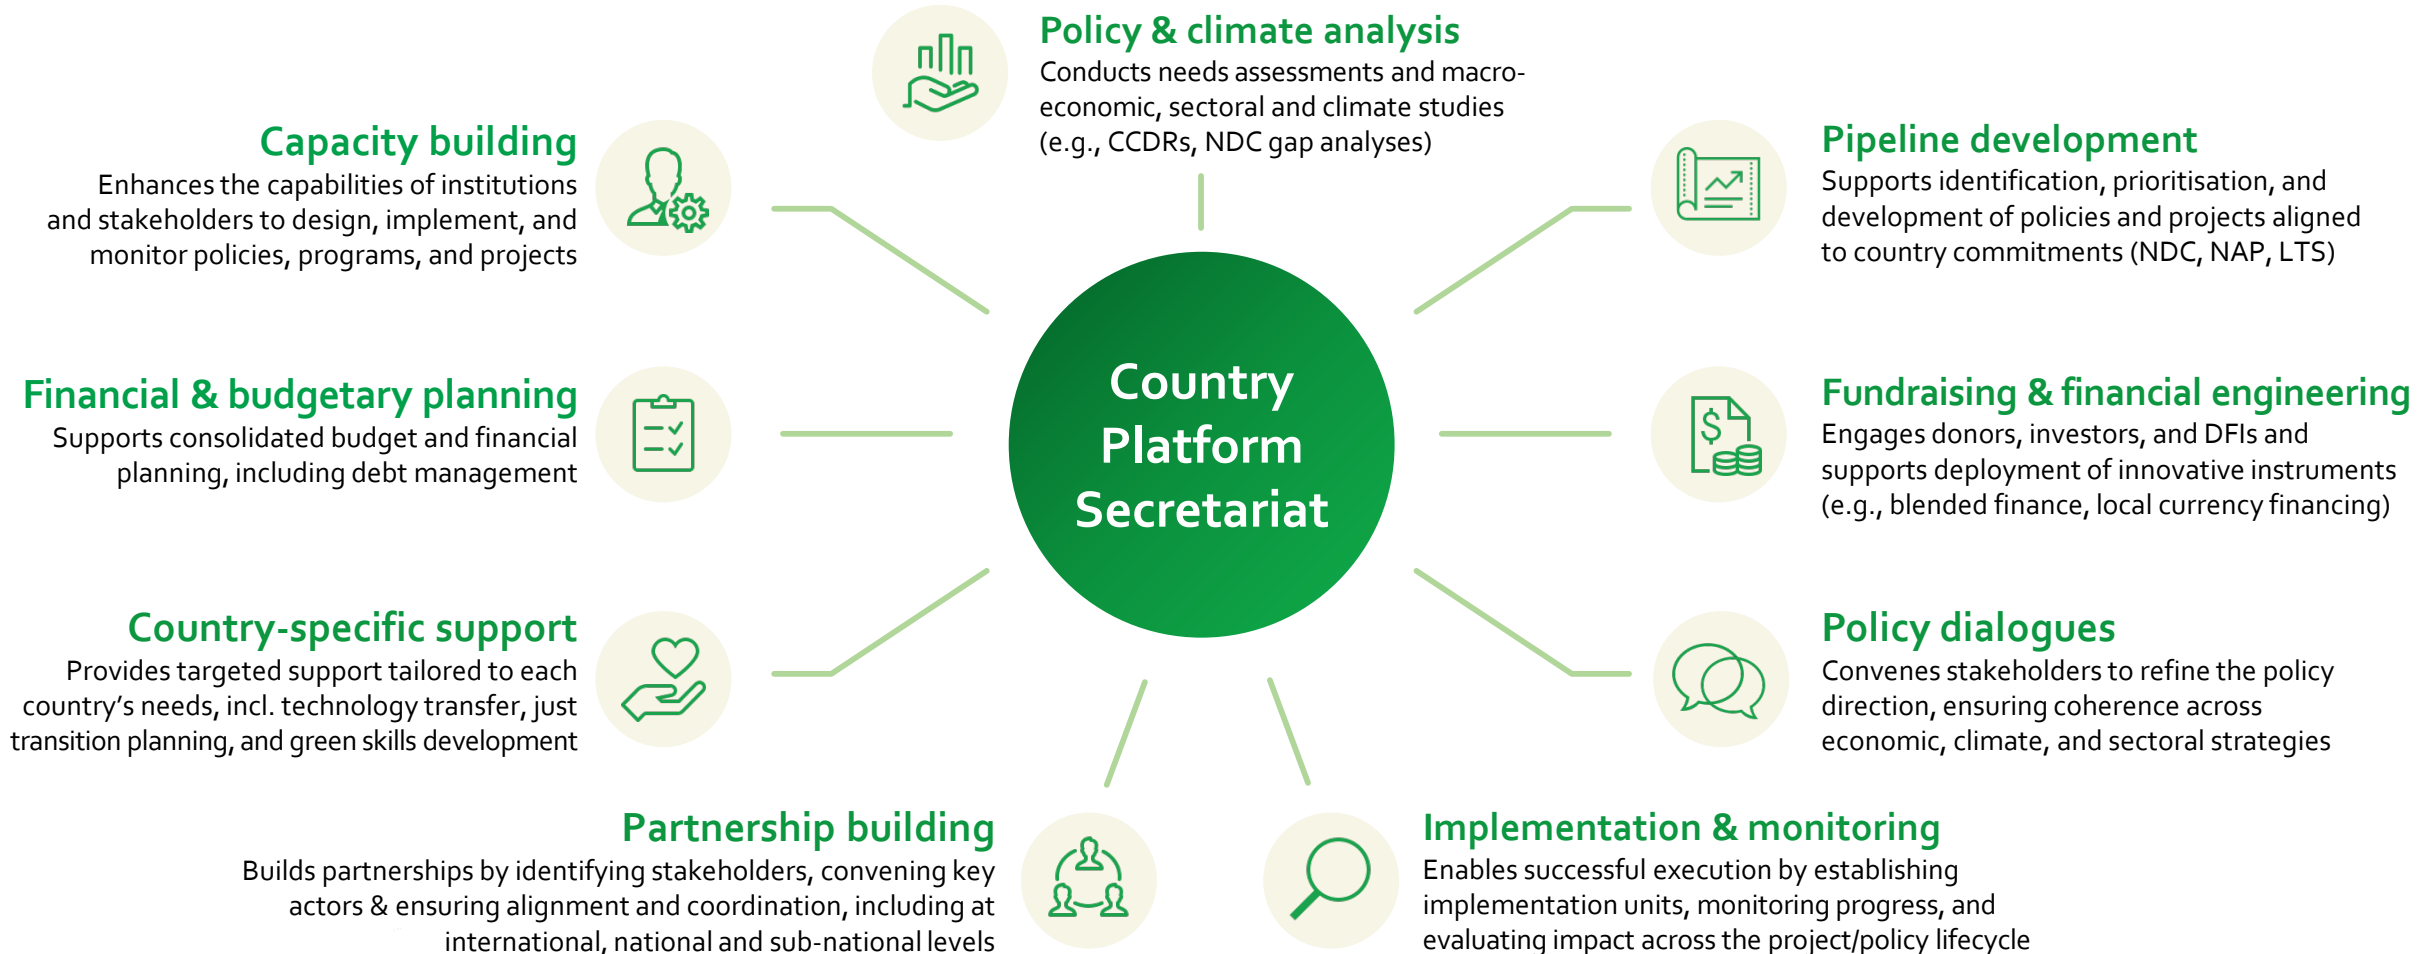 Policy & climate analysis
Conducts needs assessments and macro-
economic, sectoral and climate studies
(e.g., CCDRs, NDC gap analyses)
Capacity building
Enhances the capabilities of institutions
and stakeholders to design, implement, and
monitor policies, programs, and projects
Pipeline development
Supports identification, prioritisation, and
development of policies and projects aligned
to country commitments (NDC, NAP, LTS)
Country
Platform
Secretariat
Financial & budgetary planning
Supports consolidated budget and financial
planning, including debt management
Fundraising & financial engineering
Engages donors, investors, and DFIs and
supports deployment of innovative instruments
(e.g., blended finance, local currency financing)
Country-specific support
Provides targeted support tailored to each
country’s needs, incl. technology transfer, just
transition planning, and green skills development
Policy dialogues
Convenes stakeholders to refine the policy
direction, ensuring coherence across
economic, climate, and sectoral strategies
Partnership building
Builds partnerships by identifying stakeholders, convening key
actors & ensuring alignment and coordination, including at
international, national and sub-national levels
Implementation & monitoring
Enables successful execution by establishing
implementation units, monitoring progress, and
evaluating impact across the project/policy lifecycle